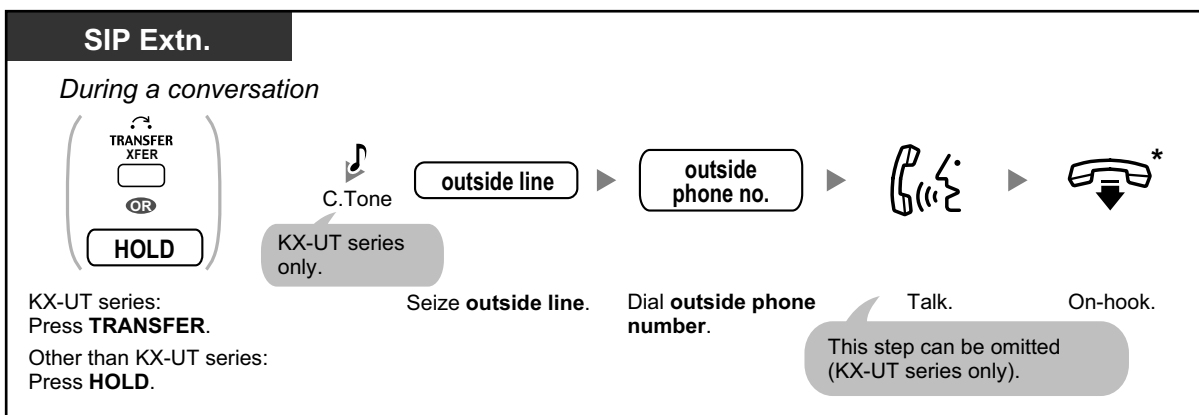 SIP Extn.
During a conversation
TRANSFER
XFER
OR
HOLD
KX-UT series:
Press TRANSFER.
Other than KX-UT series:
Press HOLD.
C.Tone
KX-UT series
only.
outside line
Seize outside line.
outside
phone no.
Dial outside phone
number.
Talk.
This step can be omitted
(KX-UT series only).
*
On-hook.